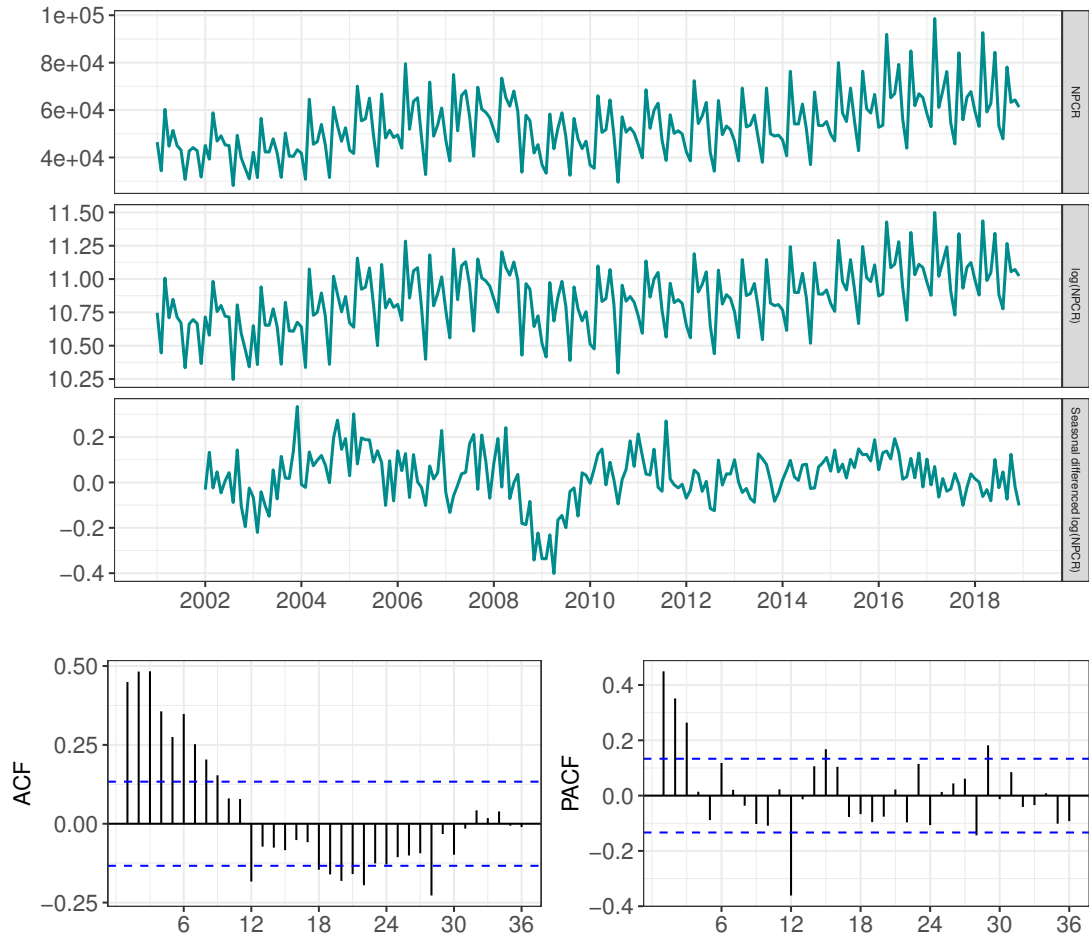 1e+05
8e+04
6e+04
4e+04
NPCR
11.50
11.25
11.00
10.75
10.50
10.25
log(NPCR)
0.2
0.0
−0.2
−0.4
Seasonal differenced log(NPCR)
2002 2004 2006 2008 2010 2012 2014 2016 2018
0.50
0.25
0.00
−0.25
ACF
6 12 18 24 30 36
0.4
0.2
0.0
−0.2
−0.4
PACF
6 12 18 24 30 36